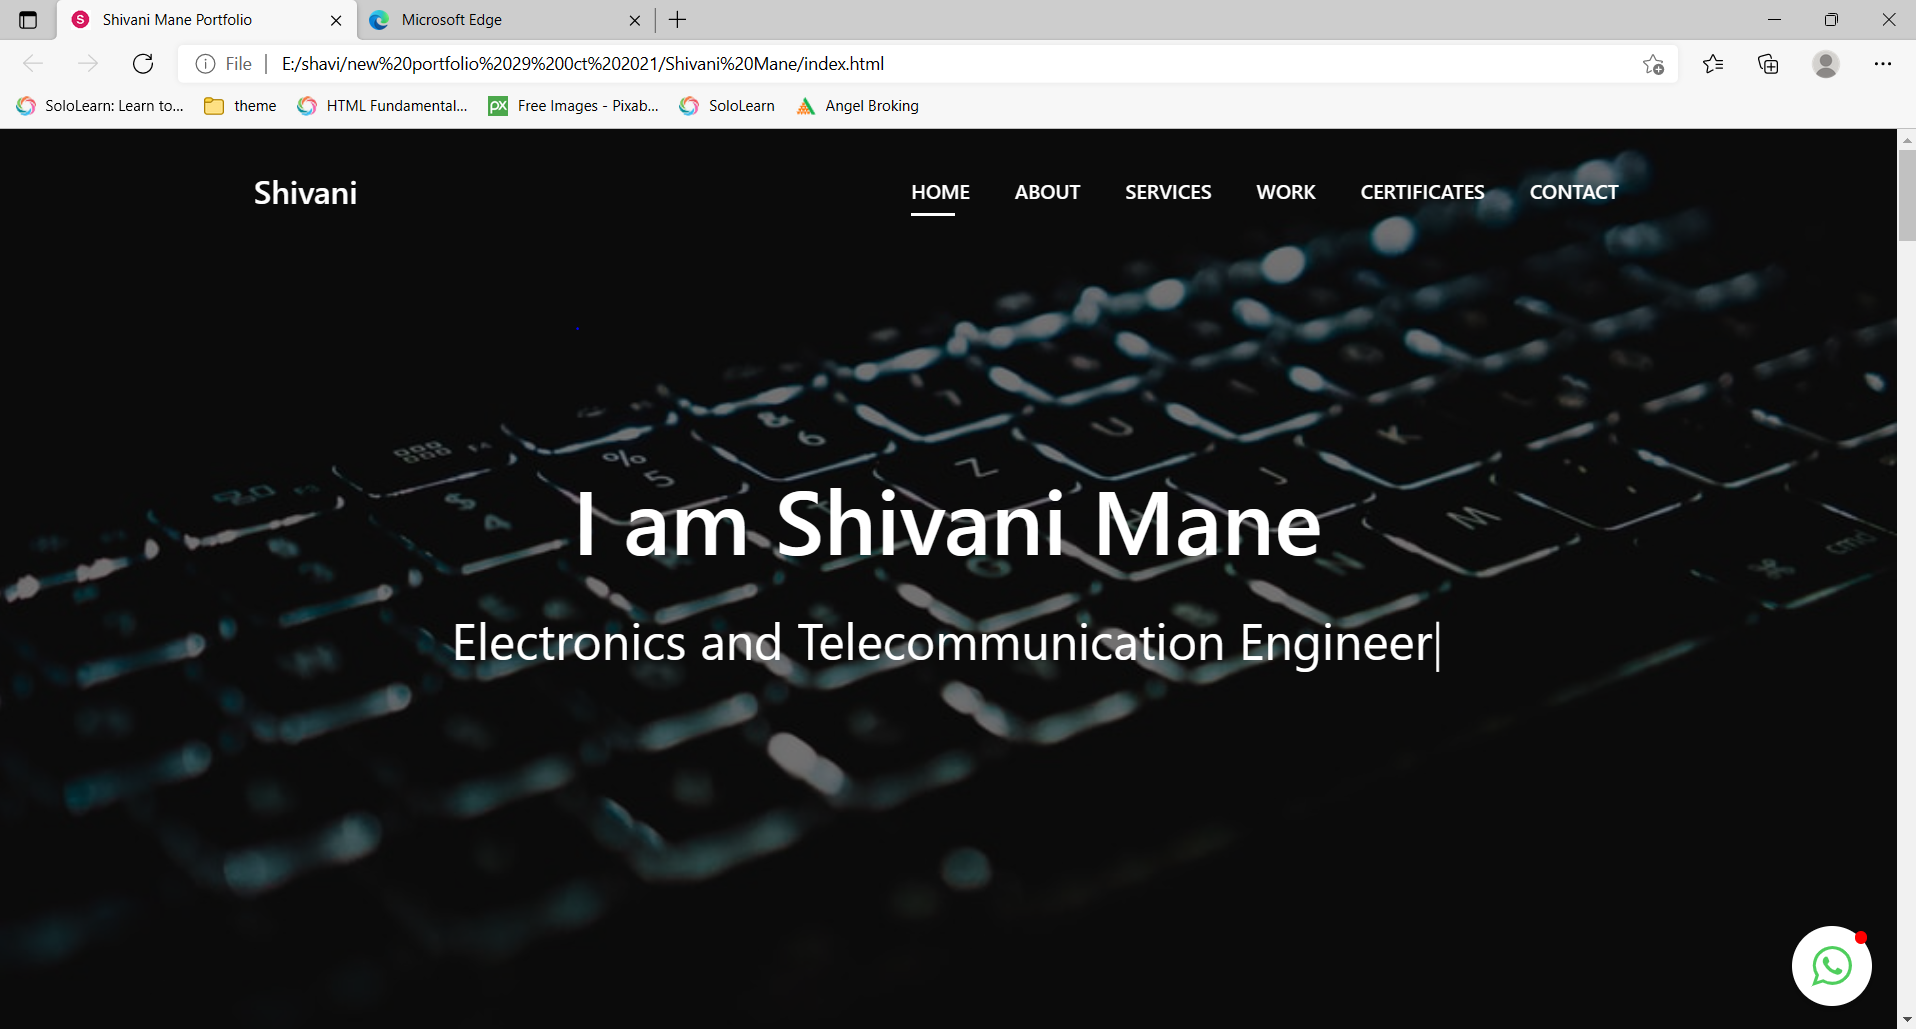 Shivani Mane Portfolio
Microsoft Edge
File
E:/shavi/new%20portfolio%2029%200ct%202021/Shivani%20Mane/index.html
SoloLearn: Learn to...
theme
HTML Fundamental...
PX
Free Images - Pixab...
SoloLearn
Angel Broking
Shivani
HOME
ABOUT
SERVICES
WORK
CERTIFICATES
CONTACT
I am Shivani Mane
Electronics and Telecommunication Engineer